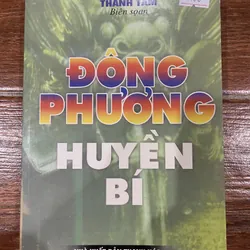 THANH TÂM
Biên soạn
ĐÔNG
PHƯƠNG
HUYỀN
BÍ